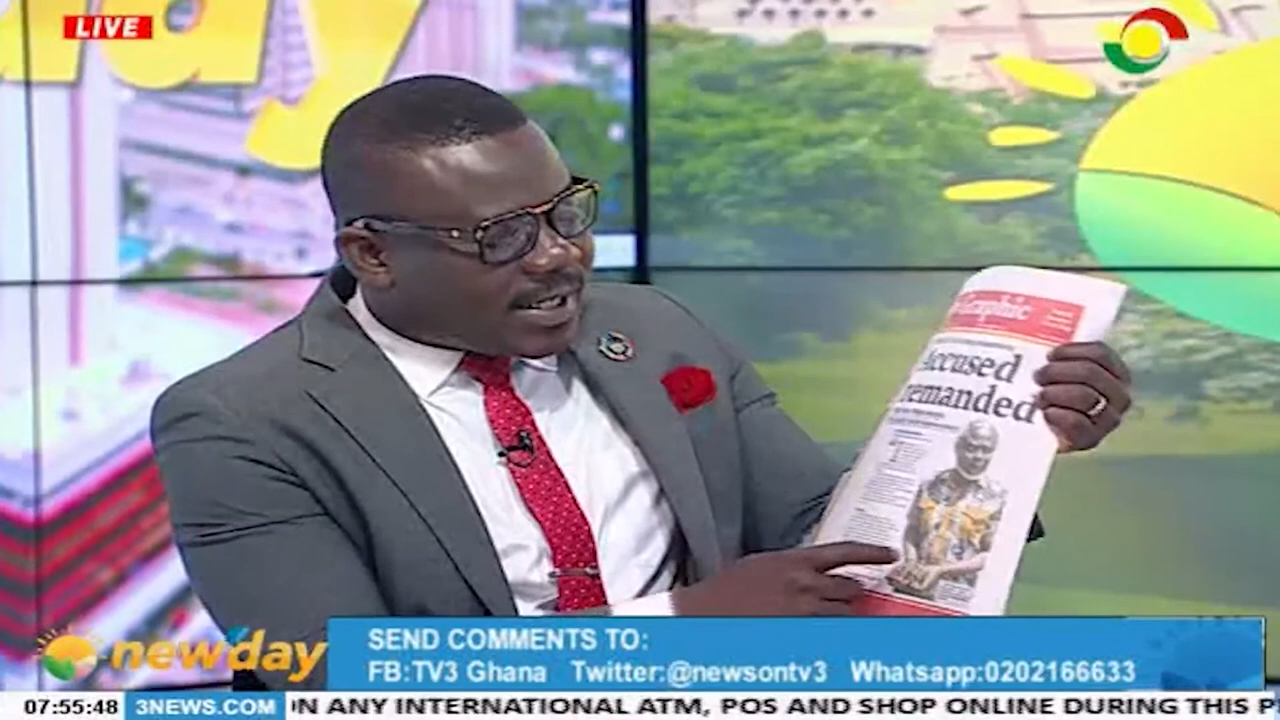 LIVE
ay
Graphic
Accused
remanded
newday
SEND COMMENTS TO:
FB:TV3 Ghana Twitter:@newsontv3 Whatsapp:0202166633
07:55:48 3NEWS.COM IN ANY INTERNATIONAL ATM, POS AND SHOP ONLINE DURING THIS P